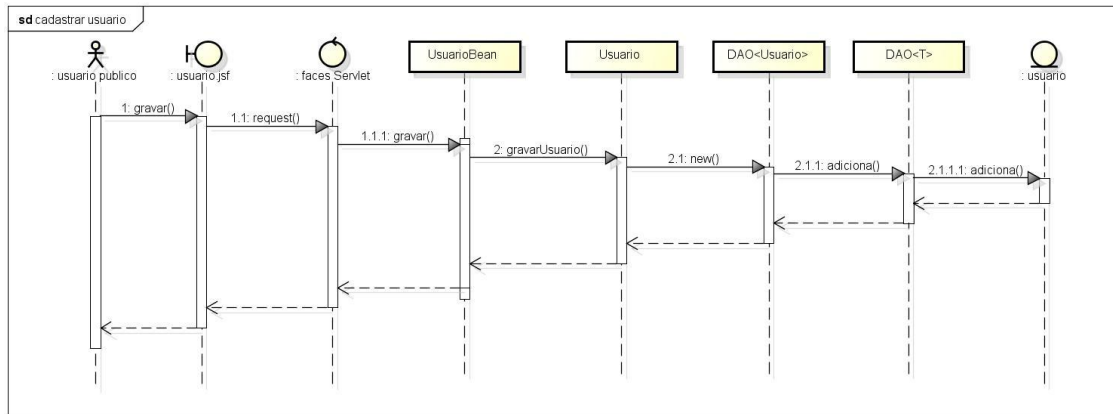 sd cadastrar usuario
: usuario publico
: usuario.jsf
: faces Servlet
UsuarioBean
Usuario
DAO<Usuario>
DAO<T>
: usuario
1: gravar()
1.1: request()
1.1.1: gravar()
2: gravarUsuario()
2.1: new()
2.1.1: adiciona()
2.1.1.1: adiciona()